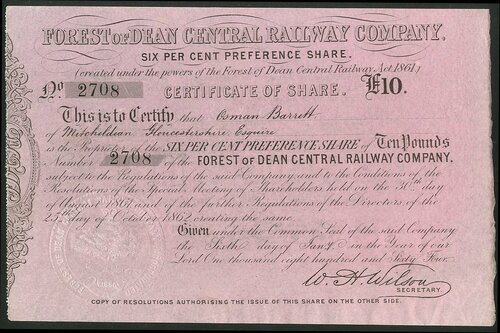 FOREST OF DEAN CENTRAL RAILWAY COMPANY.
SIX PER CENT PREFERENCE SHARE.
(created under the powers of the Forest of Dean Central Railway Act 1861)
No 2708 CERTIFICATE OF SHARE. £10.
This is to Certify that Osman Barrett
of Mitcheldean Gloucestershire Esquire
is the Proprietor of the SIX PER CENT PREFERENCE SHARE of Ten Pounds
Number 2708 of the FOREST OF DEAN CENTRAL RAILWAY COMPANY.
subject to the Regulations of the said Company and to the Conditions of the
Resolutions of the Special Meeting of Shareholders held on the 30th day
of August 1861 and of the further Regulations of the Directors of the
25th day of October 1862 creating the same.
Given under the Common Seal of the said Company
the Sixth day of Jany. in the Year of our
Lord One thousand eight hundred and Sixty Four.
W. H. Wilson
SECRETARY.
COPY OF RESOLUTIONS AUTHORISING THE ISSUE OF THIS SHARE ON THE OTHER SIDE.